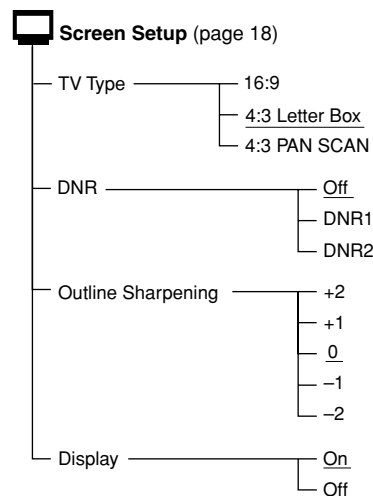 Screen Setup (page 18)
TV Type
16:9
4:3 Letter Box
4:3 PAN SCAN
DNR
Off
DNR1
DNR2
Outline Sharpening
+2
+1
0
–1
–2
Display
On
Off